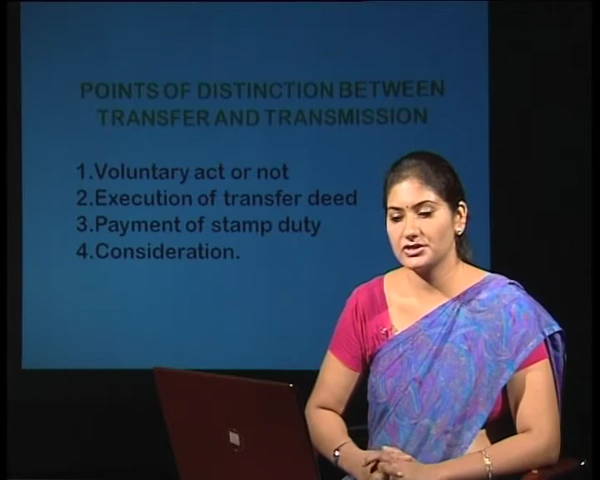 POINTS OF DISTINCTION BETWEEN
TRANSFER AND TRANSMISSION
1.Voluntary act or not
2.Execution of transfer deed
3.Payment of stamp duty
4.Consideration.